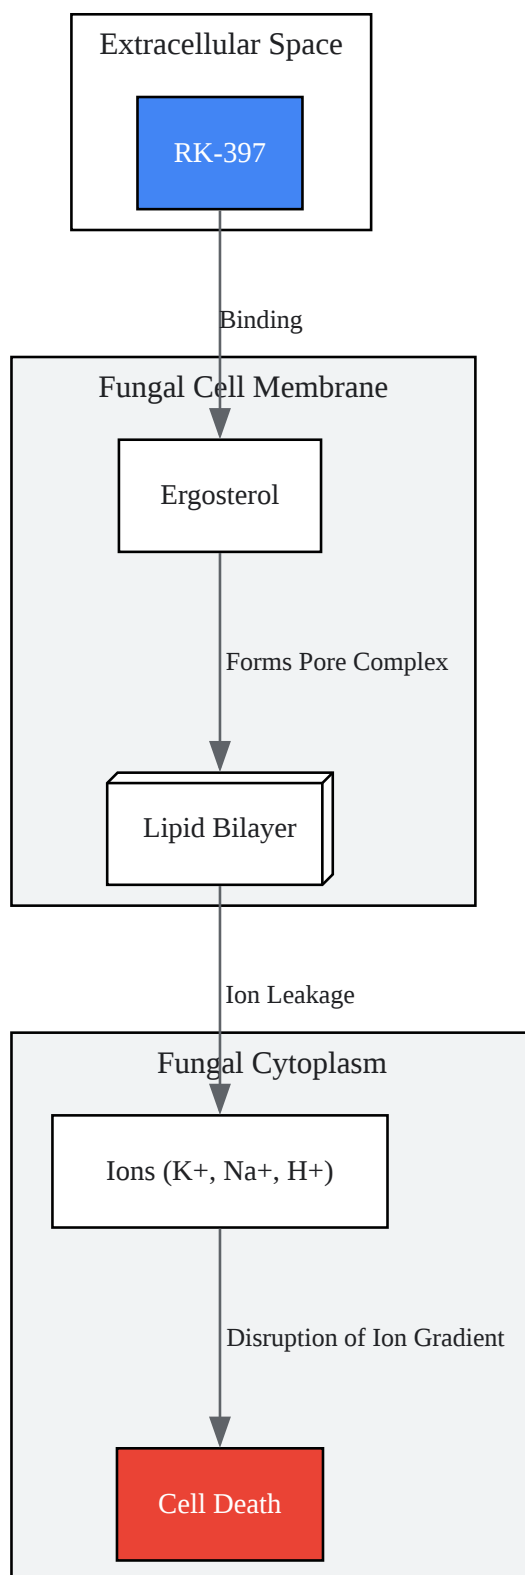 Extracellular Space
RK-397
Binding
Fungal Cell Membrane
Ergosterol
Forms Pore Complex
Lipid Bilayer
Ion Leakage
Fungal Cytoplasm
Ions (K+, Na+, H+)
Disruption of Ion Gradient
Cell Death